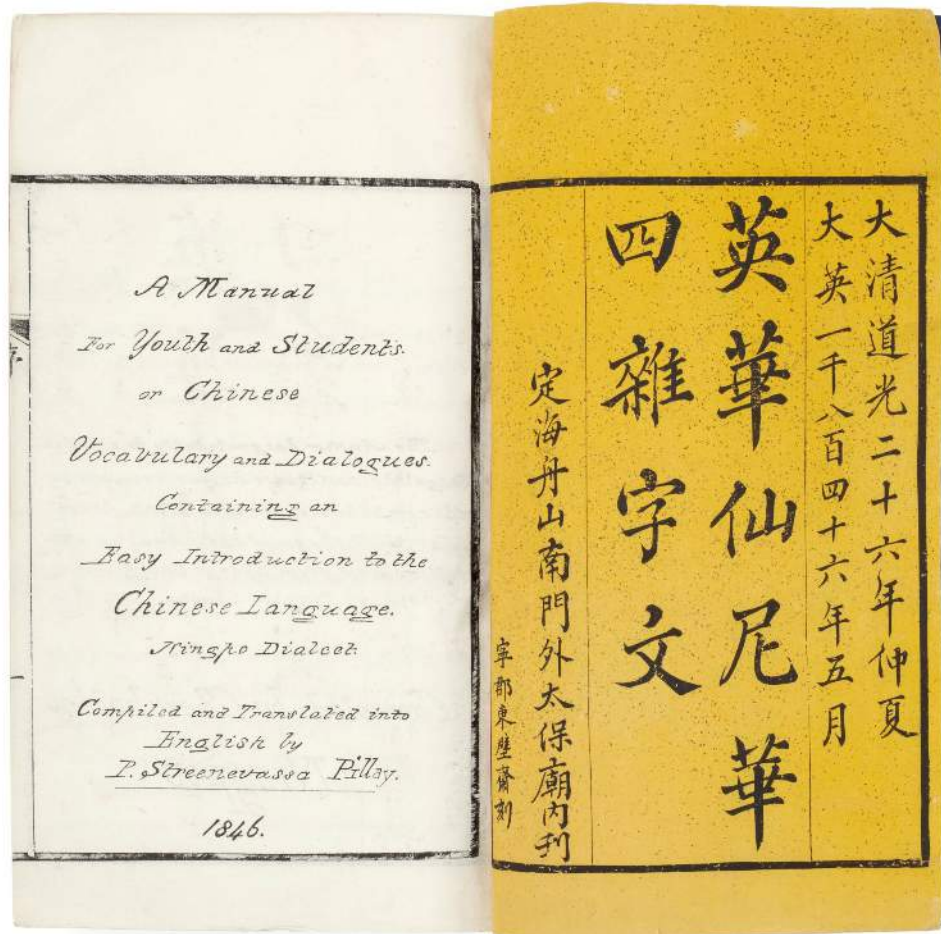 A Manual
For Youth and Students.
or Chinese
Vocabulary and Dialogues.
Containing an
Easy Introduction to the
Chinese Language.
Ningpo Dialect.
Compiled and Translated into
English by
P. Streenevassa Pillay.
1846.
大清道光二十六年仲夏
大英一千八百四十六年五月
英華仙尼華
四雜字文
定海舟山南門外太保廟內刊
寧郡東壁齋刻